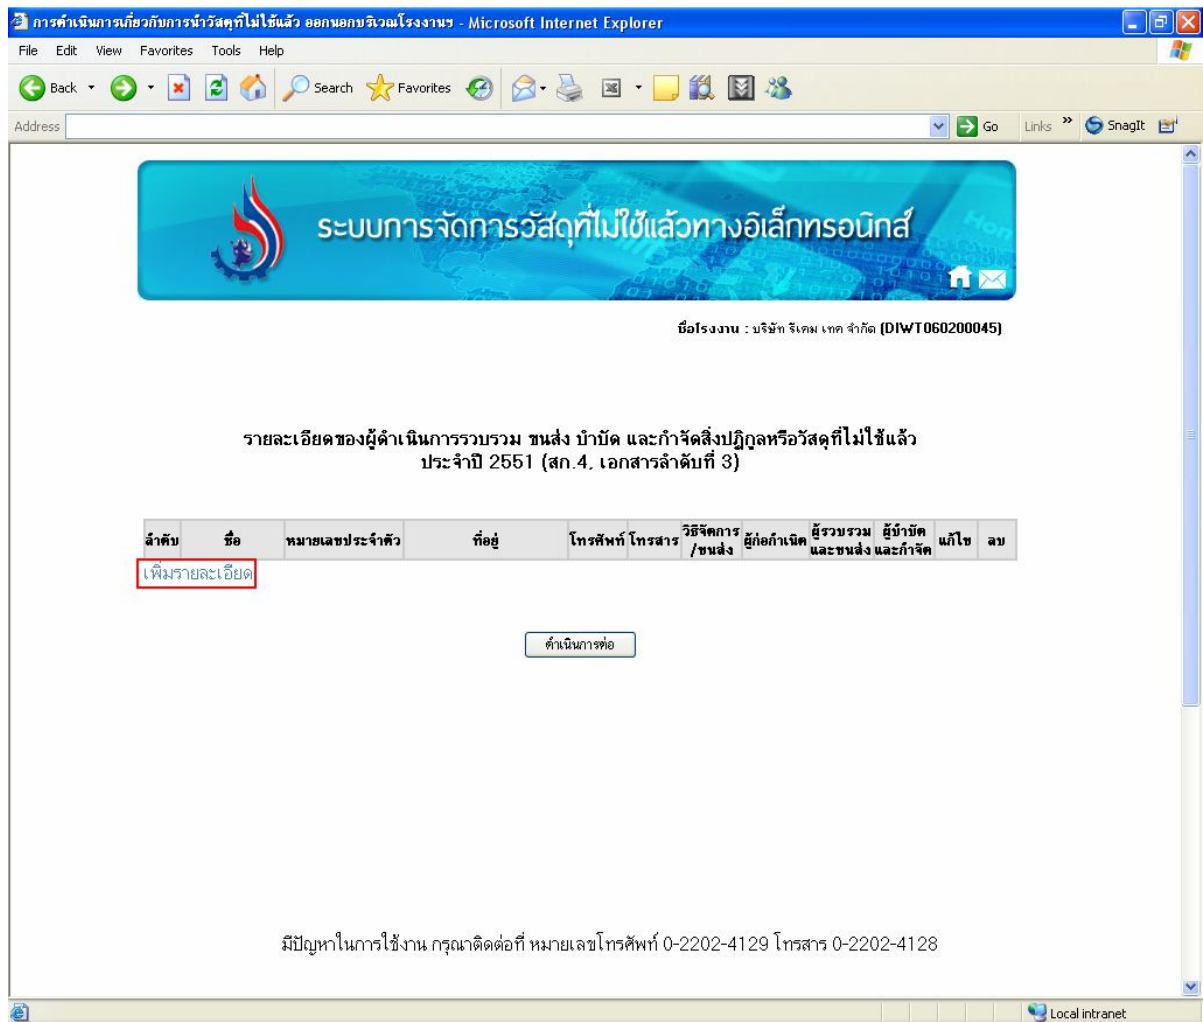 การดำเนินการเกี่ยวกับการนำวัสดุที่ไม่ใช้แล้ว ออกนอกบริเวณโรงงานฯ - Microsoft Internet Explorer
File Edit View Favorites Tools Help
Back Search Favorites
Address Go Links » SnagIt
ระบบการจัดการวัสดุที่ไม่ใช้แล้วทางอิเล็กทรอนิกส์
ชื่อโรงงาน : บริษัท รีเคม เทค จำกัด (DIWT060200045)
รายละเอียดของผู้ดำเนินการรวบรวม ขนส่ง บำบัด และกำจัดสิ่งปฏิกูลหรือวัสดุที่ไม่ใช้แล้ว
ประจำปี 2551 (สก.4, เอกสารลำดับที่ 3)
ลำดับ ชื่อ หมายเลขประจำตัว ที่อยู่ โทรศัพท์ โทรสาร วิธีจัดการ/ขนส่ง ผู้ก่อกำเนิด ผู้รวบรวมและขนส่ง ผู้บำบัดและกำจัด แก้ไข ลบ
เพิ่มรายละเอียด
ดำเนินการต่อ
มีปัญหาในการใช้งาน กรุณาติดต่อที่ หมายเลขโทรศัพท์ 0-2202-4129 โทรสาร 0-2202-4128
Local intranet